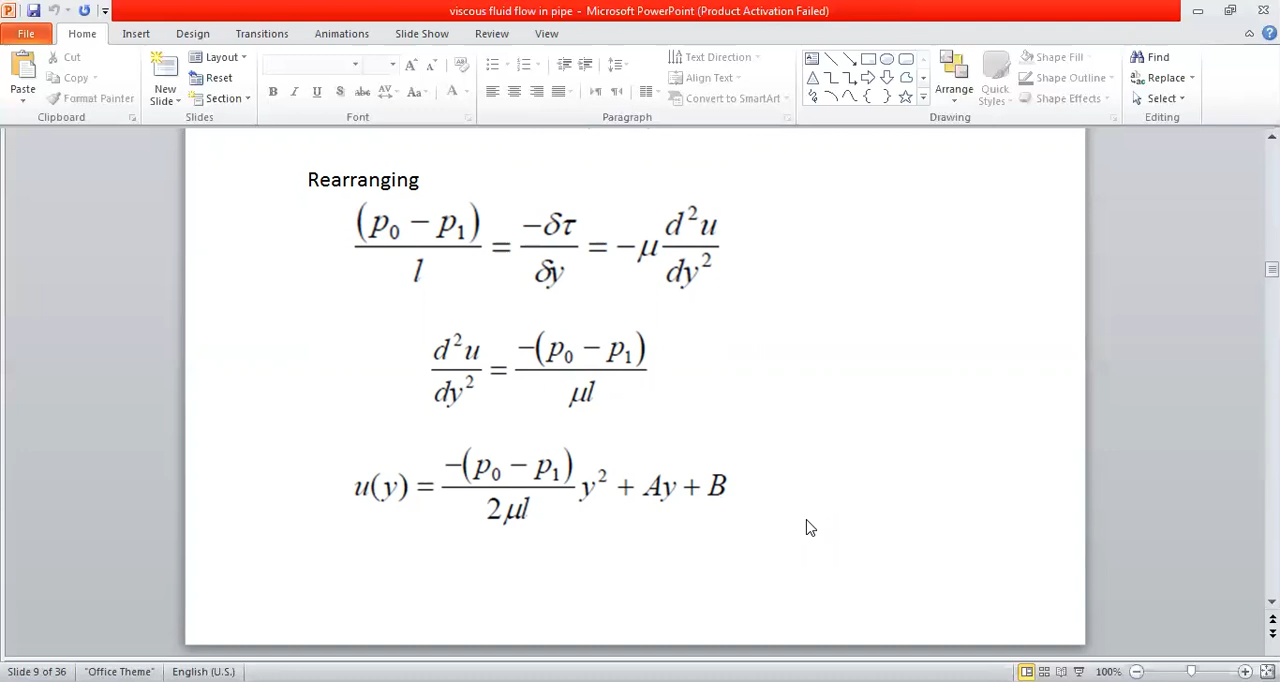 viscous fluid flow in pipe - Microsoft PowerPoint (Product Activation Failed)
File Home Insert Design Transitions Animations Slide Show Review View
Paste Cut Copy Format Painter Clipboard
New Slide Layout Reset Section Slides
B I U S abc AV Aa A A A Font
Text Direction Align Text Convert to SmartArt Paragraph
Arrange Quick Styles Shape Fill Shape Outline Shape Effects Drawing
Find Replace Select Editing
Rearranging
(p₀ − p₁)/l = −δτ/δy = −μ d²u/dy²
d²u/dy² = −(p₀ − p₁)/μl
u(y) = −(p₀ − p₁)/2μl y² + Ay + B
Slide 9 of 36 "Office Theme" English (U.S.) 100%